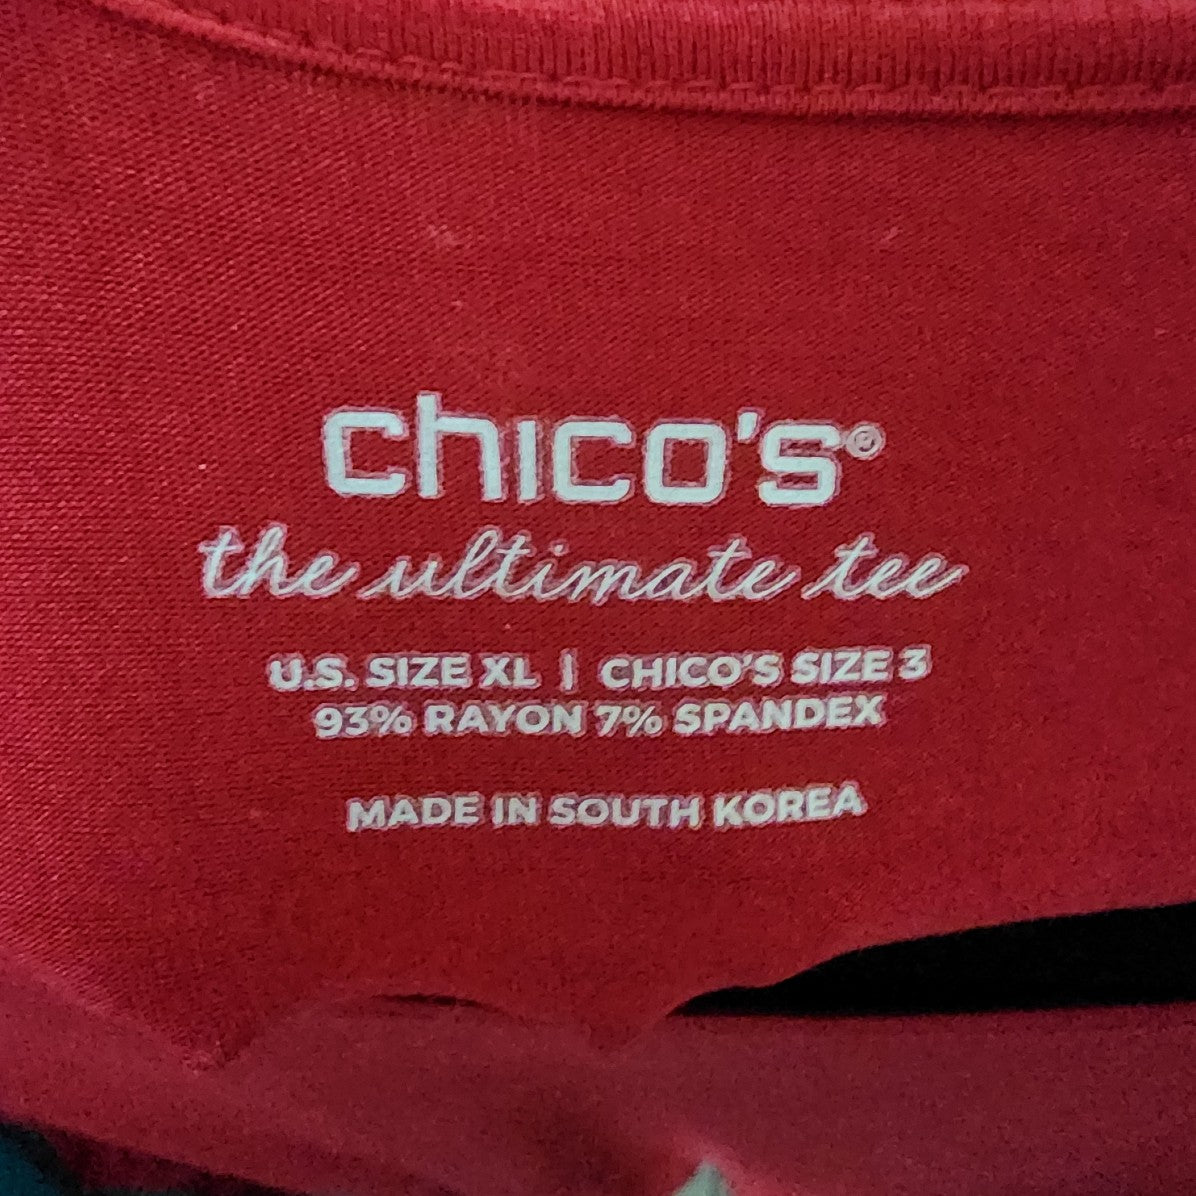 chico's®
the ultimate tee
U.S. SIZE XL | CHICO'S SIZE 3
93% RAYON 7% SPANDEX
MADE IN SOUTH KOREA